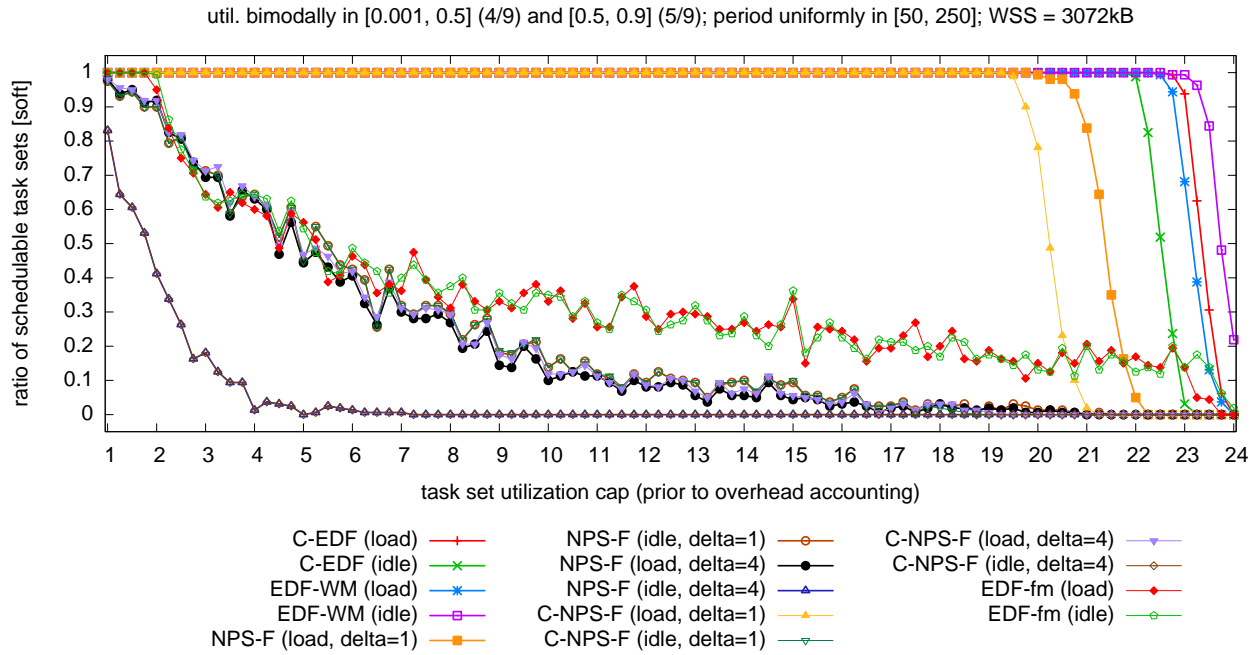 util. bimodally in [0.001, 0.5] (4/9) and [0.5, 0.9] (5/9); period uniformly in [50, 250]; WSS = 3072kB
ratio of schedulable task sets [soft]
1
0.9
0.8
0.7
0.6
0.5
0.4
0.3
0.2
0.1
0
1 2 3 4 5 6 7 8 9 10 11 12 13 14 15 16 17 18 19 20 21 22 23 24
task set utilization cap (prior to overhead accounting)
C-EDF (load)
C-EDF (idle)
EDF-WM (load)
EDF-WM (idle)
NPS-F (load, delta=1)
NPS-F (idle, delta=1)
NPS-F (load, delta=4)
NPS-F (idle, delta=4)
C-NPS-F (load, delta=1)
C-NPS-F (idle, delta=1)
C-NPS-F (load, delta=4)
C-NPS-F (idle, delta=4)
EDF-fm (load)
EDF-fm (idle)